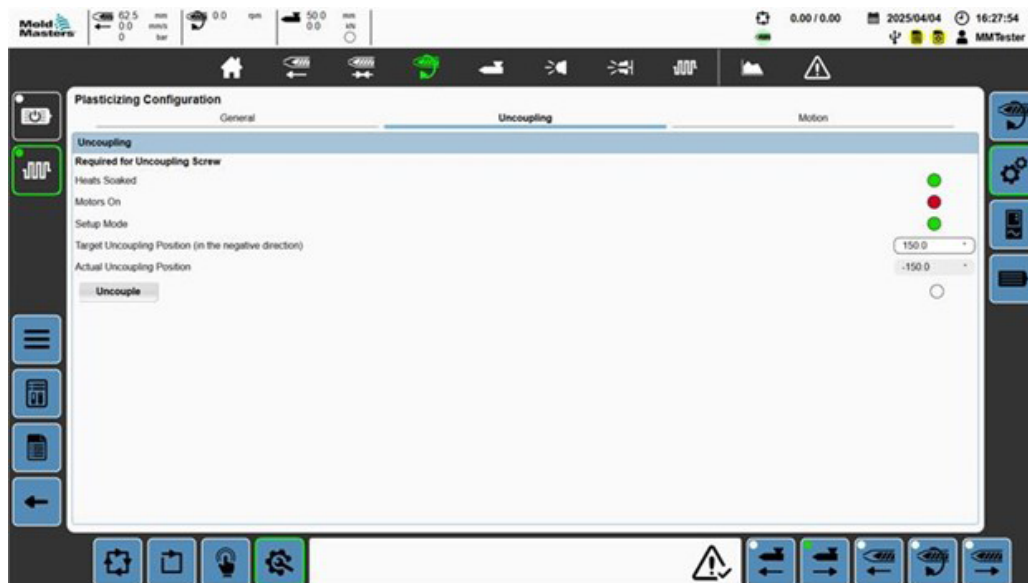 Mold Masters
62.5 mm
0.0 mm/s
0 bar
0.0 rpm
50.0 mm
0.0 kN
0.00 / 0.00
2025/04/04
16:27:54
MMTester
Plasticizing Configuration
General
Uncoupling
Motion
Uncoupling
Required for Uncoupling Screw
Heats Soaked
Motors On
Setup Mode
Target Uncoupling Position (in the negative direction)
150.0 °
Actual Uncoupling Position
-150.0 °
Uncouple